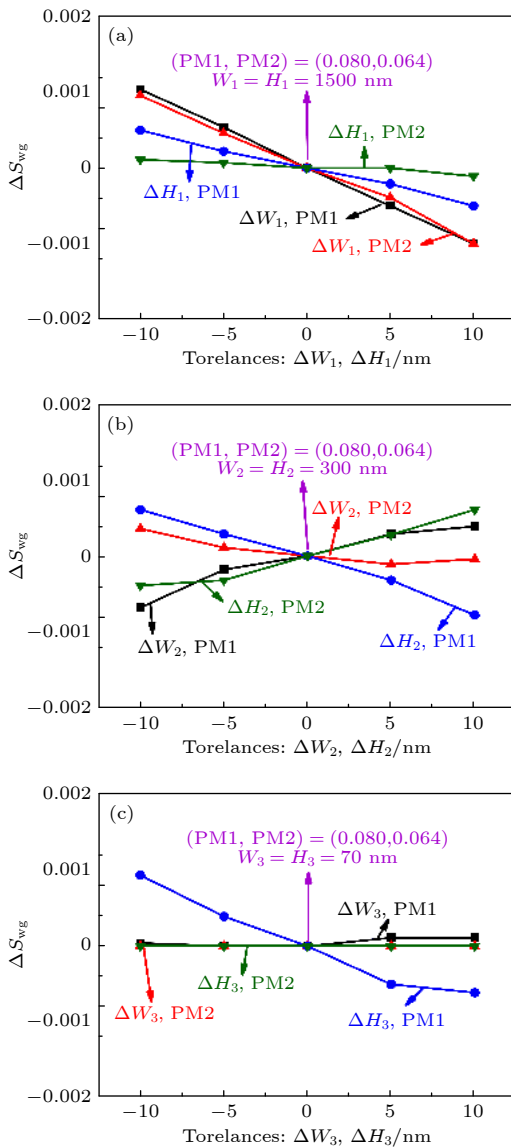 (a)
(PM1, PM2) = (0.080,0.064)
W₁ = H₁ = 1500 nm
0.002
0.001
0
−0.001
−0.002
ΔS_wg
ΔH₁, PM2
ΔH₁, PM1
ΔW₁, PM1
ΔW₁, PM2
−10 −5 0 5 10
Torelances: ΔW₁, ΔH₁/nm
(b)
(PM1, PM2) = (0.080,0.064)
W₂ = H₂ = 300 nm
0.002
0.001
0
−0.001
−0.002
ΔS_wg
ΔW₂, PM2
ΔH₂, PM2
ΔW₂, PM1
ΔH₂, PM1
−10 −5 0 5 10
Torelances: ΔW₂, ΔH₂/nm
(c)
(PM1, PM2) = (0.080,0.064)
W₃ = H₃ = 70 nm
0.002
0.001
0
−0.001
−0.002
ΔS_wg
ΔW₃, PM1
ΔH₃, PM2
ΔW₃, PM2
ΔH₃, PM1
−10 −5 0 5 10
Torelances: ΔW₃, ΔH₃/nm